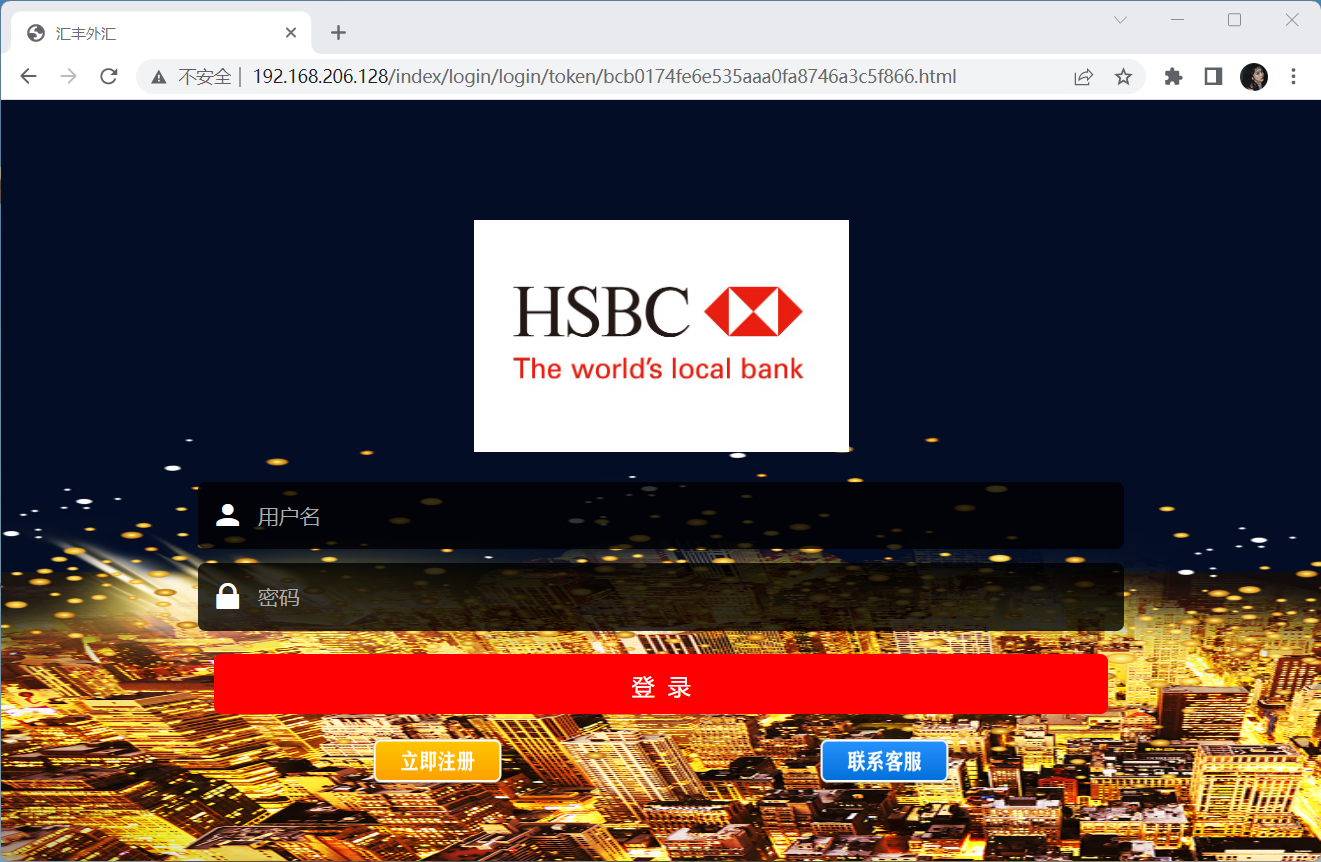 汇丰外汇
不安全 | 192.168.206.128/index/login/login/token/bcb0174fe6e535aaa0fa8746a3c5f866.html
HSBC
The world's local bank
用户名
密码
登 录
立即注册
联系客服